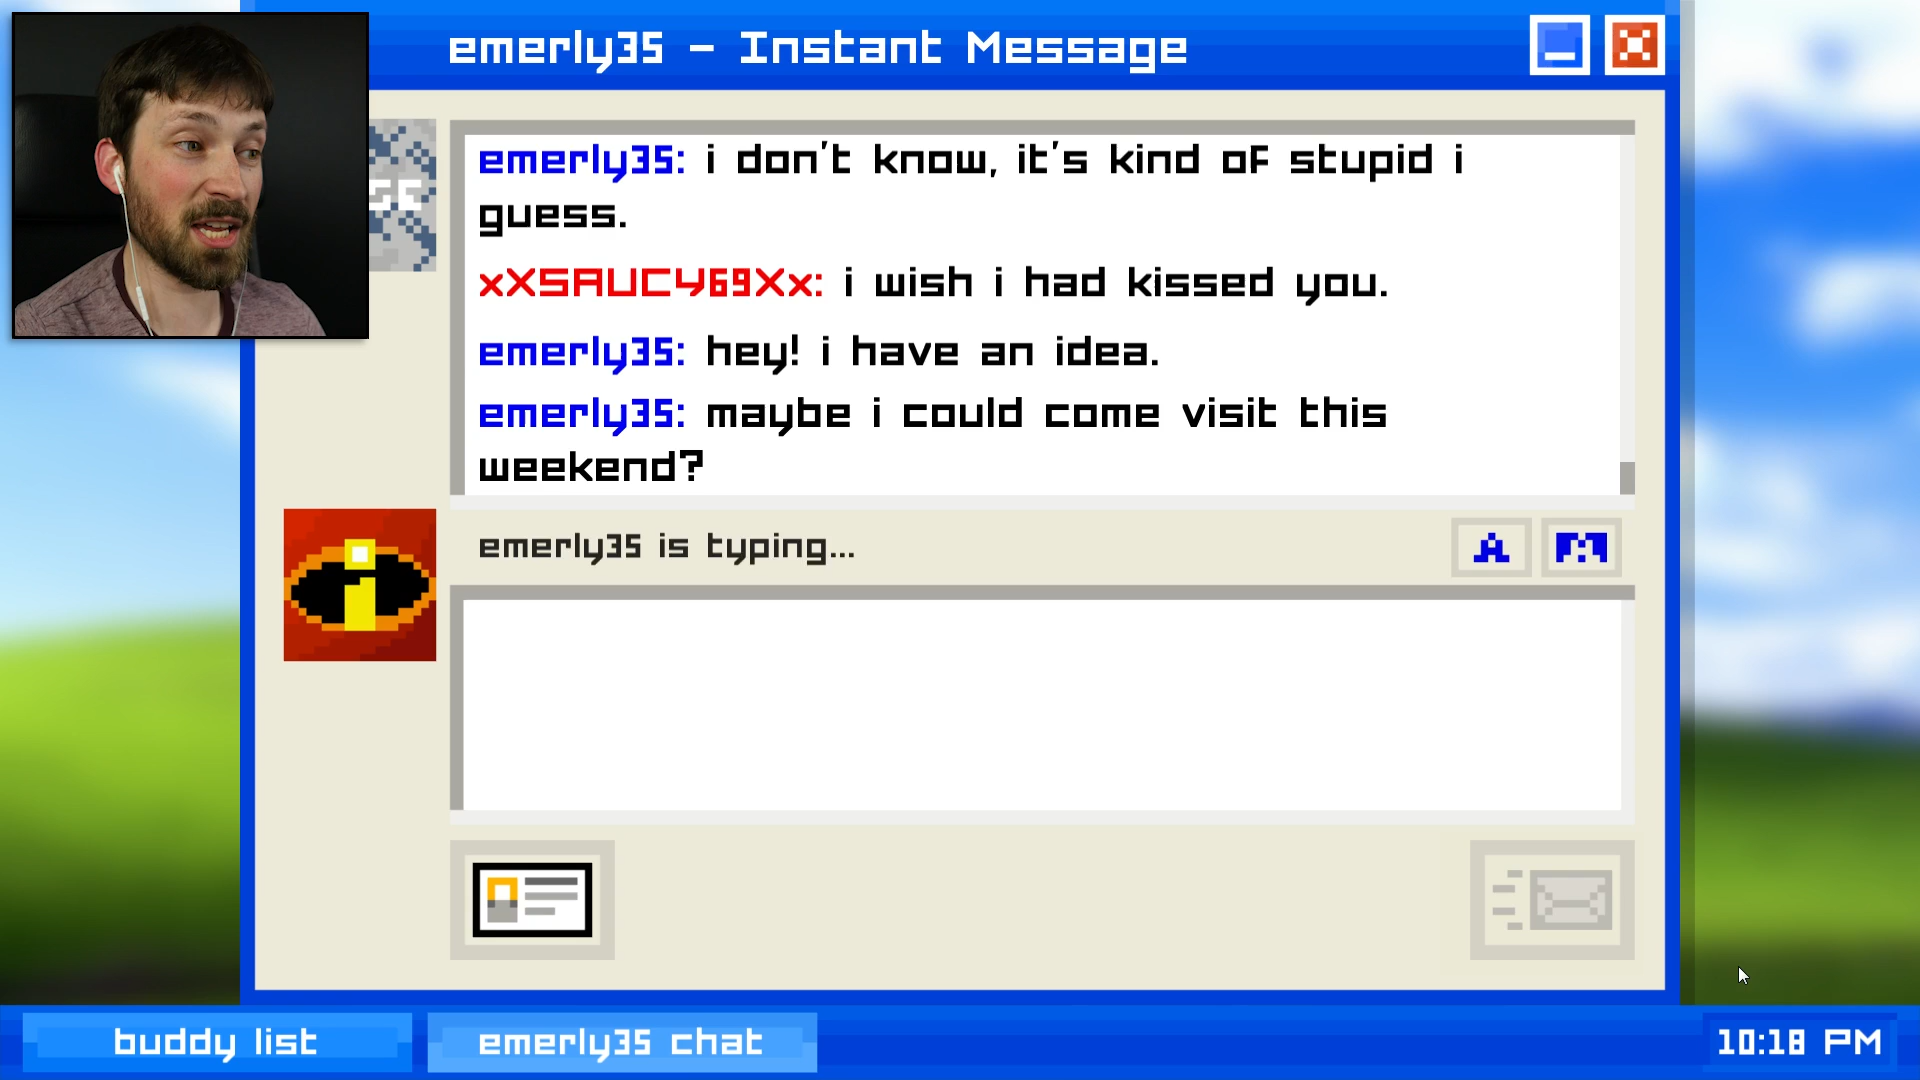 emerly35 - Instant Message
emerly35: i don't know, it's kind of stupid i
guess.
xXSAUCY69Xx: i wish i had kissed you.
emerly35: hey! i have an idea.
emerly35: maybe i could come visit this
weekend?
emerly35 is typing...
A
i
buddy list
emerly35 chat
10:18 PM